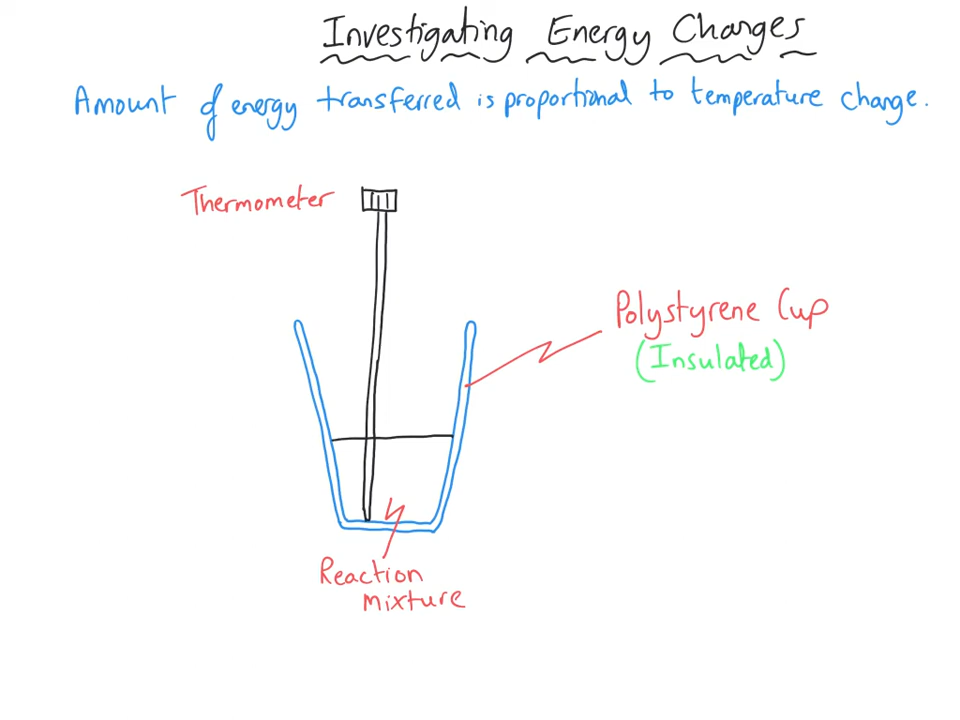 Investigating Energy Changes
Amount of energy transferred is proportional to temperature change.
Thermometer
Polystyrene Cup
(Insulated)
Reaction
mixture